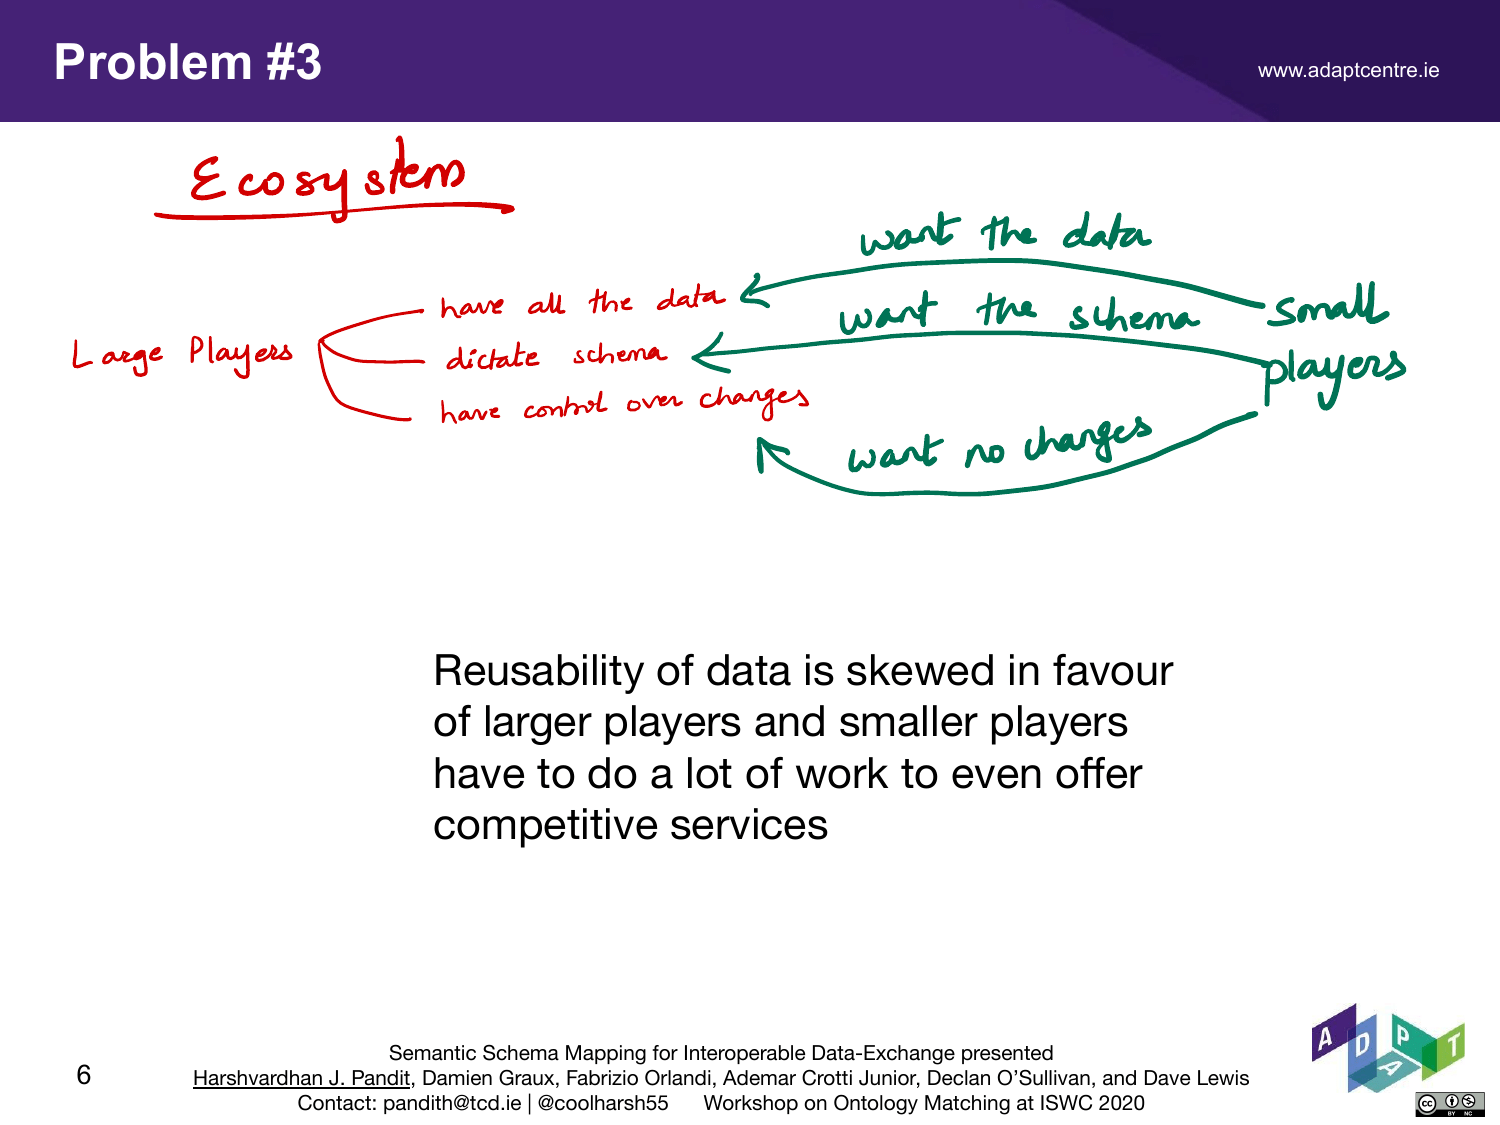 Problem #3
www.adaptcentre.ie
Ecosystem
want the data
have all the data
want the schema
small
Large Players
dictate schema
players
have control over changes
want no changes
Reusability of data is skewed in favour
of larger players and smaller players
have to do a lot of work to even offer
competitive services
ADAPT
Semantic Schema Mapping for Interoperable Data-Exchange presented
6
Harshvardhan J. Pandit, Damien Graux, Fabrizio Orlandi, Ademar Crotti Junior, Declan O’Sullivan, and Dave Lewis
Contact: pandith@tcd.ie | @coolharsh55 Workshop on Ontology Matching at ISWC 2020
cc BY NC